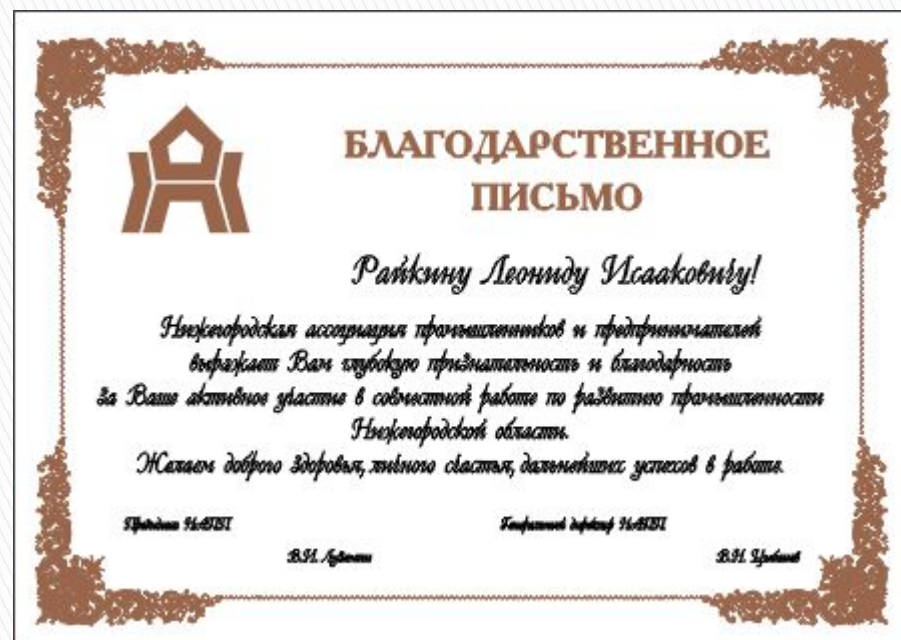 БЛАГОДАРСТВЕННОЕ
ПИСЬМО
Райкину Леониду Исааковичу!
Нижегородская ассоциация промышленников и предпринимателей
выражает Вам глубокую признательность и благодарность
за Ваше активное участие в совместной работе по развитию промышленности
Нижегородской области.
Желаем доброго здоровья, личного счастья, дальнейших успехов в работе.
НАПП Генеральный директор НАПП
В.И. В.Н.